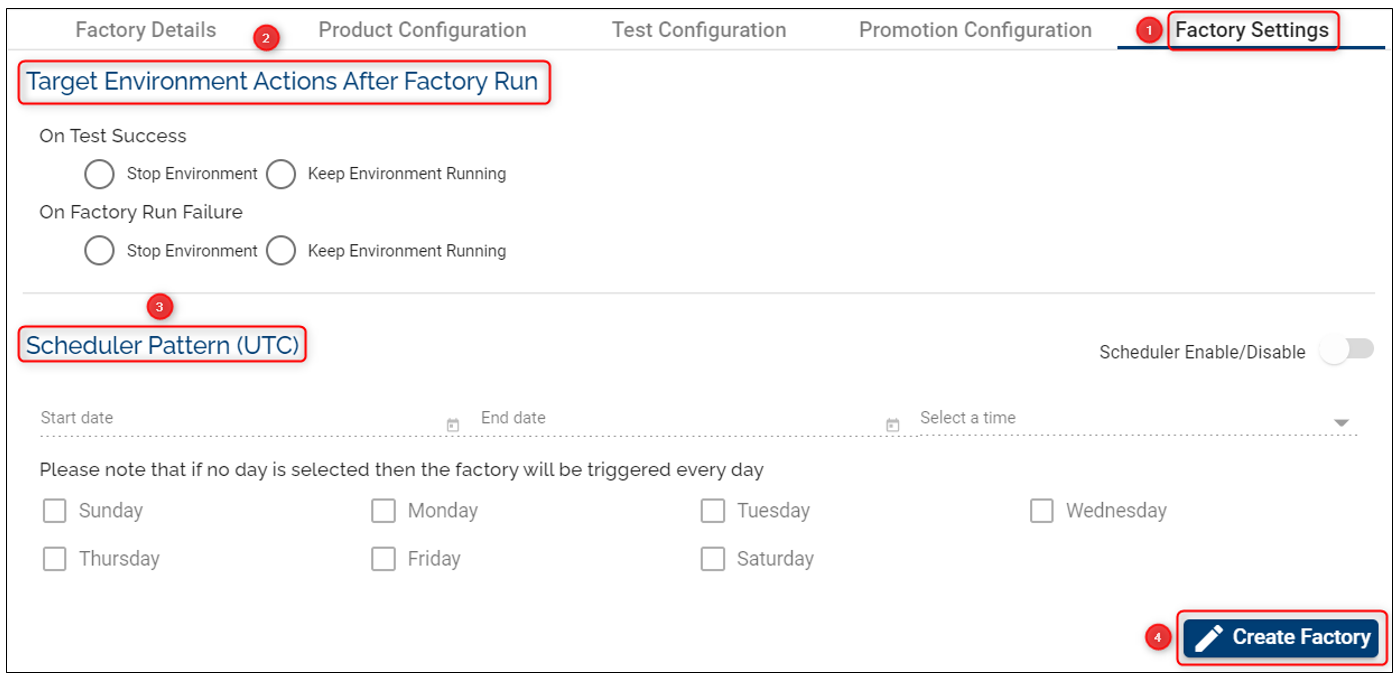 Factory Details Product Configuration Test Configuration Promotion Configuration 1 Factory Settings
2
Target Environment Actions After Factory Run
On Test Success
Stop Environment Keep Environment Running
On Factory Run Failure
Stop Environment Keep Environment Running
3
Scheduler Pattern (UTC)
Scheduler Enable/Disable
Start date End date Select a time
Please note that if no day is selected then the factory will be triggered every day
Sunday Monday Tuesday Wednesday
Thursday Friday Saturday
4 Create Factory